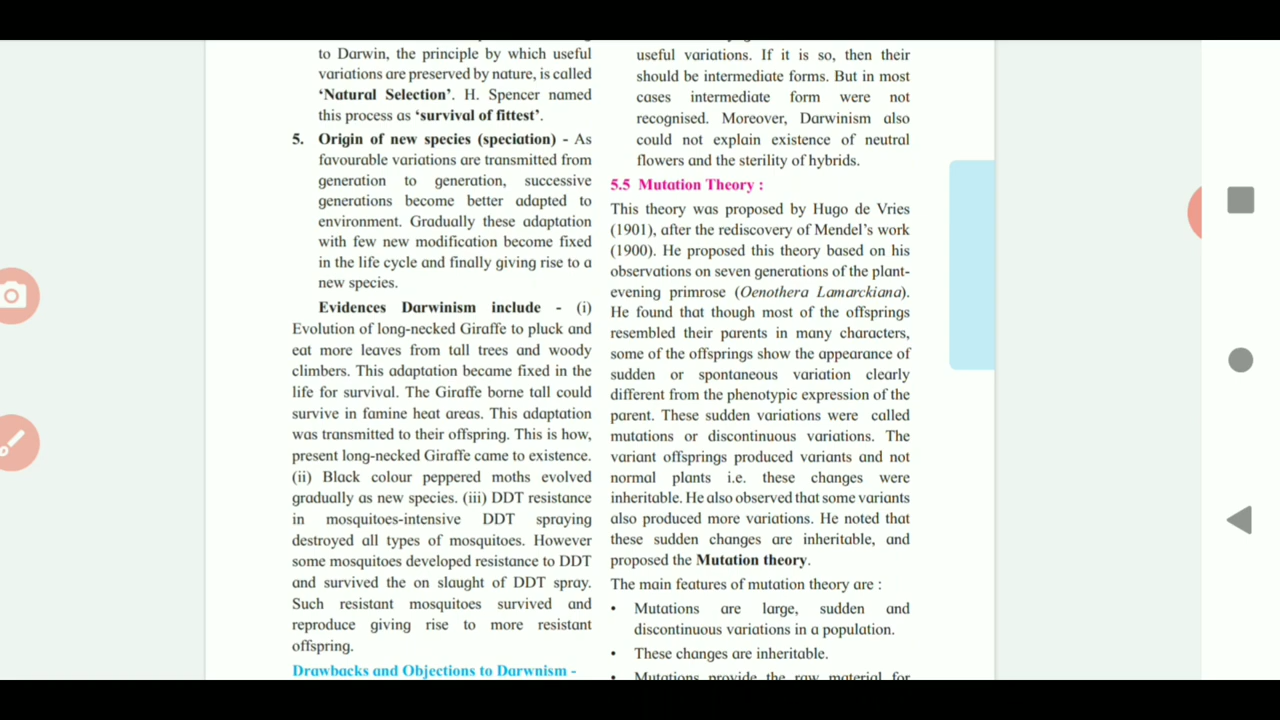 to Darwin, the principle by which useful
variations are preserved by nature, is called
‘Natural Selection’. H. Spencer named
this process as ‘survival of fittest’.
5. Origin of new species (speciation) - As
favourable variations are transmitted from
generation to generation, successive
generations become better adapted to
environment. Gradually these adaptation
with few new modification become fixed
in the life cycle and finally giving rise to a
new species.
Evidences Darwinism include - (i)
Evolution of long-necked Giraffe to pluck and
eat more leaves from tall trees and woody
climbers. This adaptation became fixed in the
life for survival. The Giraffe borne tall could
survive in famine heat areas. This adaptation
was transmitted to their offspring. This is how,
present long-necked Giraffe came to existence.
(ii) Black colour peppered moths evolved
gradually as new species. (iii) DDT resistance
in mosquitoes-intensive DDT spraying
destroyed all types of mosquitoes. However
some mosquitoes developed resistance to DDT
and survived the on slaught of DDT spray.
Such resistant mosquitoes survived and
reproduce giving rise to more resistant
offspring.
Drawbacks and Objections to Darwnism -
useful variations. If it is so, then their
should be intermediate forms. But in most
cases intermediate form were not
recognised. Moreover, Darwinism also
could not explain existence of neutral
flowers and the sterility of hybrids.
5.5 Mutation Theory :
This theory was proposed by Hugo de Vries
(1901), after the rediscovery of Mendel’s work
(1900). He proposed this theory based on his
observations on seven generations of the plant-
evening primrose (Oenothera Lamarckiana).
He found that though most of the offsprings
resembled their parents in many characters,
some of the offsprings show the appearance of
sudden or spontaneous variation clearly
different from the phenotypic expression of the
parent. These sudden variations were called
mutations or discontinuous variations. The
variant offsprings produced variants and not
normal plants i.e. these changes were
inheritable. He also observed that some variants
also produced more variations. He noted that
these sudden changes are inheritable, and
proposed the Mutation theory.
The main features of mutation theory are :
• Mutations are large, sudden and
discontinuous variations in a population.
• These changes are inheritable.
• Mutations provide the raw material for